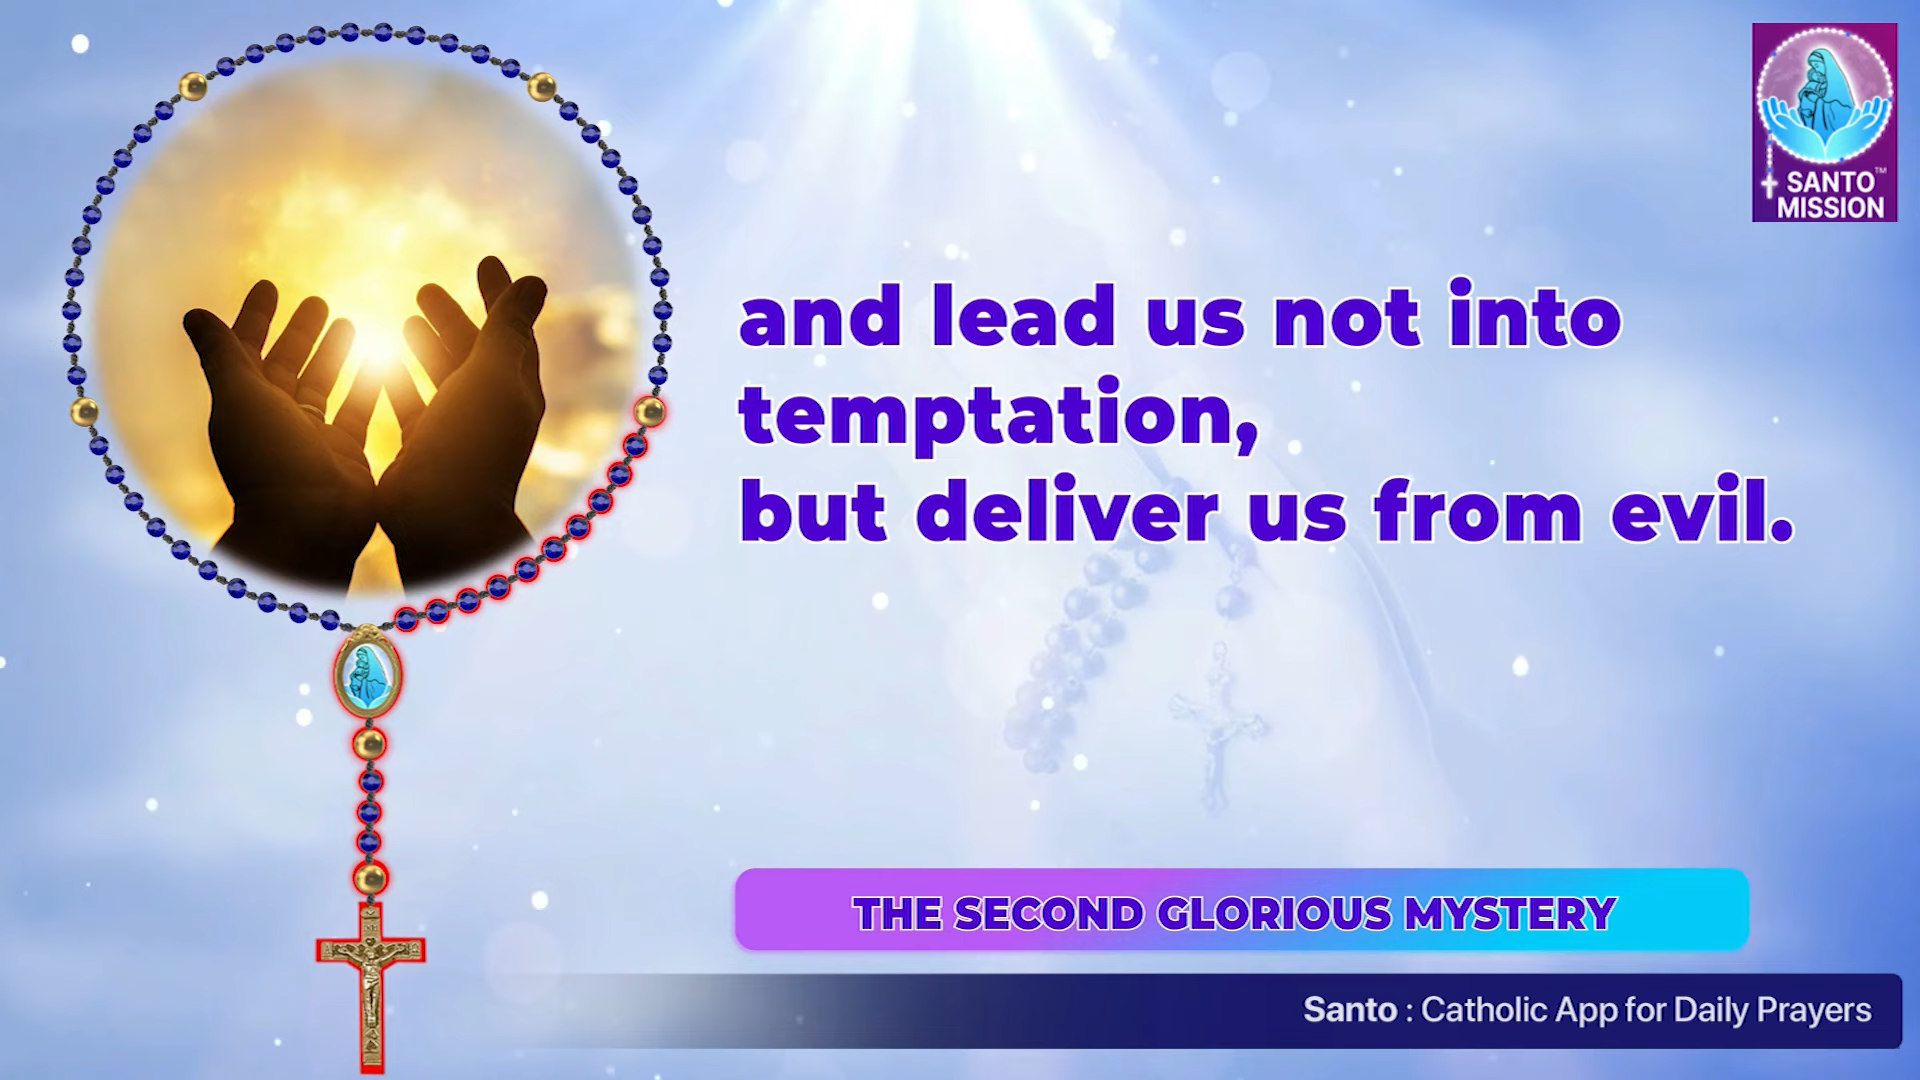 SANTO™
MISSION
and lead us not into
temptation,
but deliver us from evil.
THE SECOND GLORIOUS MYSTERY
Santo : Catholic App for Daily Prayers